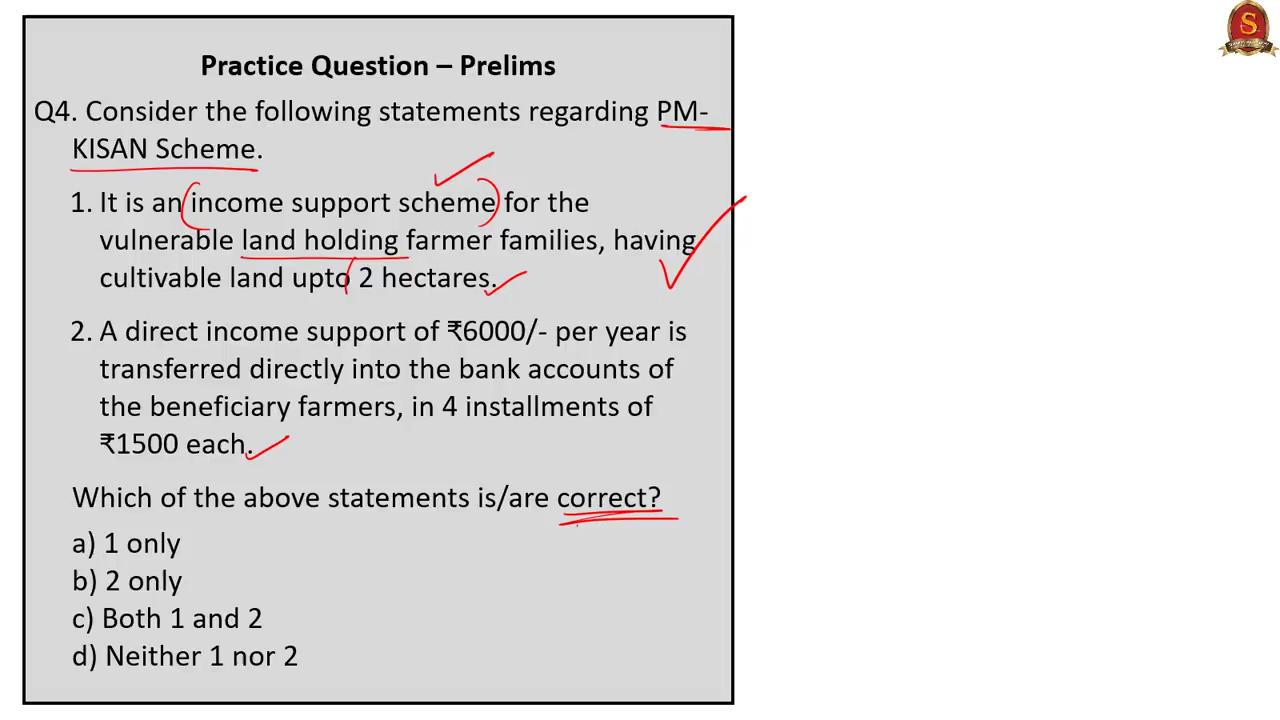 Practice Question – Prelims
Q4. Consider the following statements regarding PM-
KISAN Scheme.
1. It is an income support scheme for the
vulnerable land holding farmer families, having
cultivable land upto 2 hectares.
2. A direct income support of ₹6000/- per year is
transferred directly into the bank accounts of
the beneficiary farmers, in 4 installments of
₹1500 each.
Which of the above statements is/are correct?
a) 1 only
b) 2 only
c) Both 1 and 2
d) Neither 1 nor 2
S